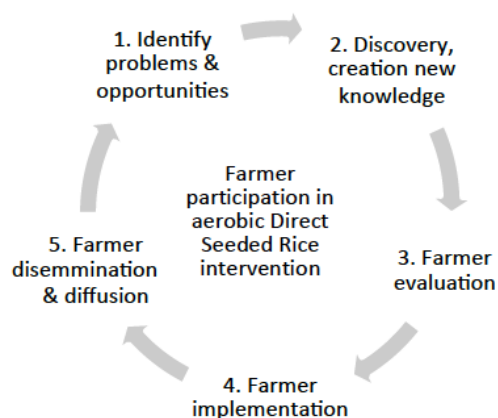 1. Identify
problems &
opportunities
2. Discovery,
creation new
knowledge
3. Farmer
evaluation
4. Farmer
implementation
5. Farmer
disemmination
& diffusion
Farmer
participation in
aerobic Direct
Seeded Rice
intervention